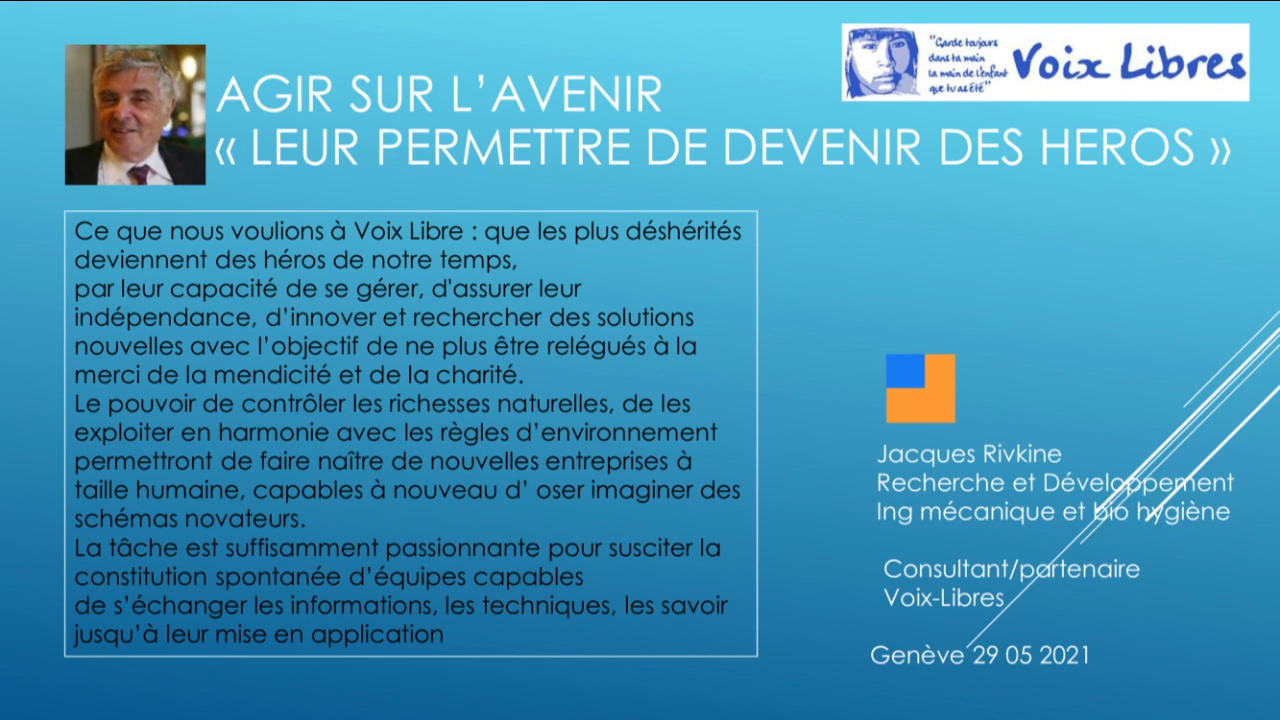 AGIR SUR L’AVENIR
« LEUR PERMETTRE DE DEVENIR DES HEROS »
"Garde toujours
dans ta main
la main de l'enfant
que tu as été"
Voix Libres
Ce que nous voulions à Voix Libre : que les plus déshérités
deviennent des héros de notre temps,
par leur capacité de se gérer, d'assurer leur
indépendance, d’innover et rechercher des solutions
nouvelles avec l’objectif de ne plus être relégués à la
merci de la mendicité et de la charité.
Le pouvoir de contrôler les richesses naturelles, de les
exploiter en harmonie avec les règles d’environnement
permettront de faire naître de nouvelles entreprises à
taille humaine, capables à nouveau d’ oser imaginer des
schémas novateurs.
La tâche est suffisamment passionnante pour susciter la
constitution spontanée d’équipes capables
de s’échanger les informations, les techniques, les savoir
jusqu’à leur mise en application
Jacques Rivkine
Recherche et Développement
Ing mécanique et bio hygiène
Consultant/partenaire
Voix-Libres
Genève 29 05 2021